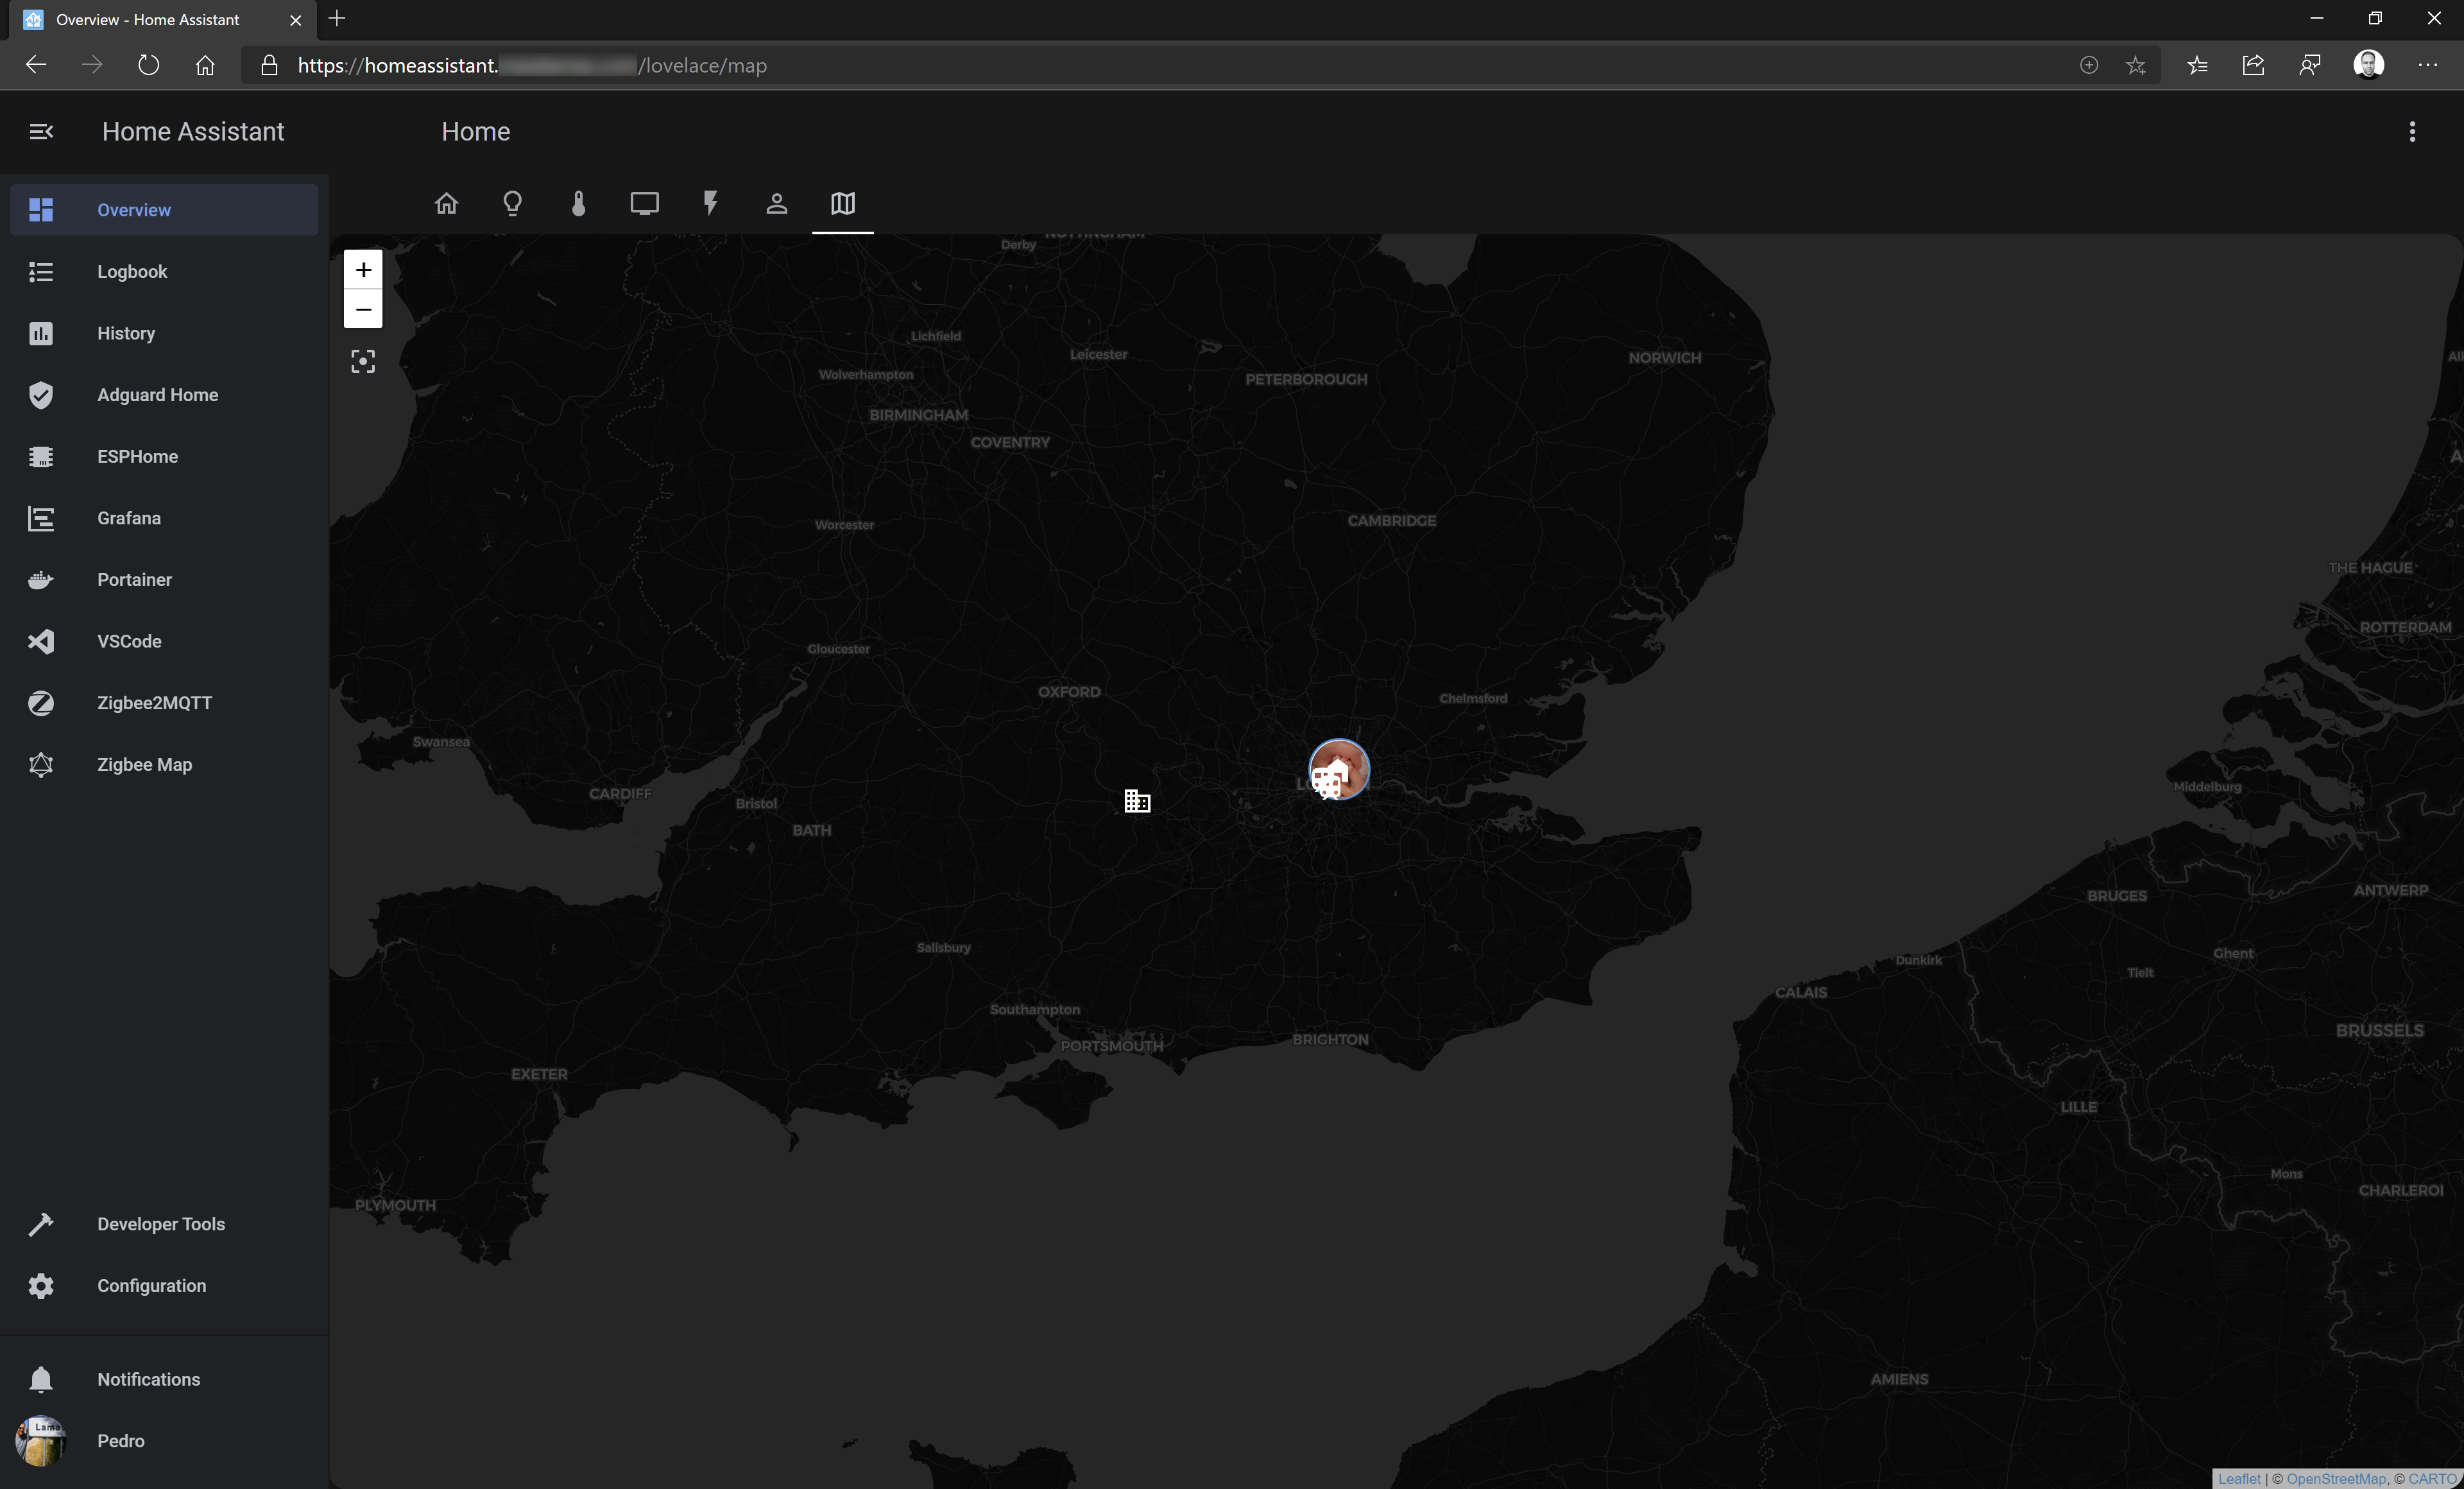 Overview - Home Assistant
https://homeassistant. /lovelace/map
Home Assistant
Home
Overview
Logbook
History
Adguard Home
ESPHome
Grafana
Portainer
VSCode
Zigbee2MQTT
Zigbee Map
Developer Tools
Configuration
Notifications
Pedro
+
−
Derby
NOTTINGHAM
Lichfield
Leicester
Wolverhampton
PETERBOROUGH
NORWICH
BIRMINGHAM
COVENTRY
Worcester
CAMBRIDGE
THE HAGUE
ROTTERDAM
Gloucester
OXFORD
Chelmsford
Swansea
CARDIFF
Bristol
BATH
Middelburg
ANTWERP
BRUGES
Salisbury
Ghent
Dunkirk
Tielt
CALAIS
Southampton
PORTSMOUTH
BRIGHTON
BRUSSELS
EXETER
LILLE
Mons
CHARLEROI
PLYMOUTH
AMIENS
Leaflet | © OpenStreetMap, © CARTO